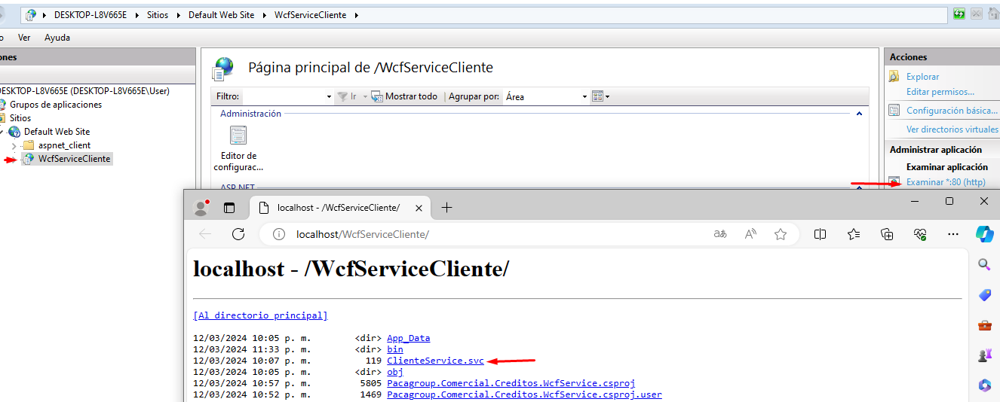 DESKTOP-L8V665E Sitios Default Web Site WcfServiceCliente
Ver Ayuda
Página principal de /WcfServiceCliente
Acciones
DESKTOP-L8V665E (DESKTOP-L8V665E\User)
Grupos de aplicaciones
Sitios
Default Web Site
aspnet_client
WcfServiceCliente
Filtro: Ir Mostrar todo Agrupar por: Área
Administración
Editor de
configurac...
ASP.NET
Explorar
Editar permisos...
Configuración básica...
Ver directorios virtuales
Administrar aplicación
Examinar aplicación
Examinar *:80 (http)
localhost - /WcfServiceCliente/
localhost/WcfServiceCliente/
localhost - /WcfServiceCliente/
[Al directorio principal]
12/03/2024 10:05 p. m. <dir> App_Data
12/03/2024 11:33 p. m. <dir> bin
12/03/2024 10:07 p. m. 119 ClienteService.svc
12/03/2024 10:05 p. m. <dir> obj
12/03/2024 10:57 p. m. 5805 Pacagroup.Comercial.Creditos.WcfService.csproj
12/03/2024 10:52 p. m. 1469 Pacagroup.Comercial.Creditos.WcfService.csproj.user